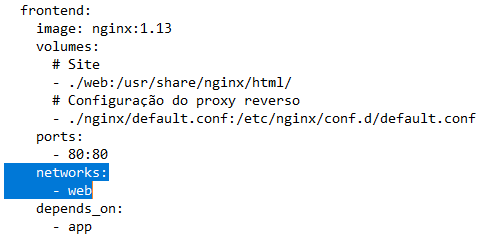 frontend:
image: nginx:1.13
volumes:
# Site
- ./web:/usr/share/nginx/html/
# Configuração do proxy reverso
- ./nginx/default.conf:/etc/nginx/conf.d/default.conf
ports:
- 80:80
networks:
- web
depends_on:
- app